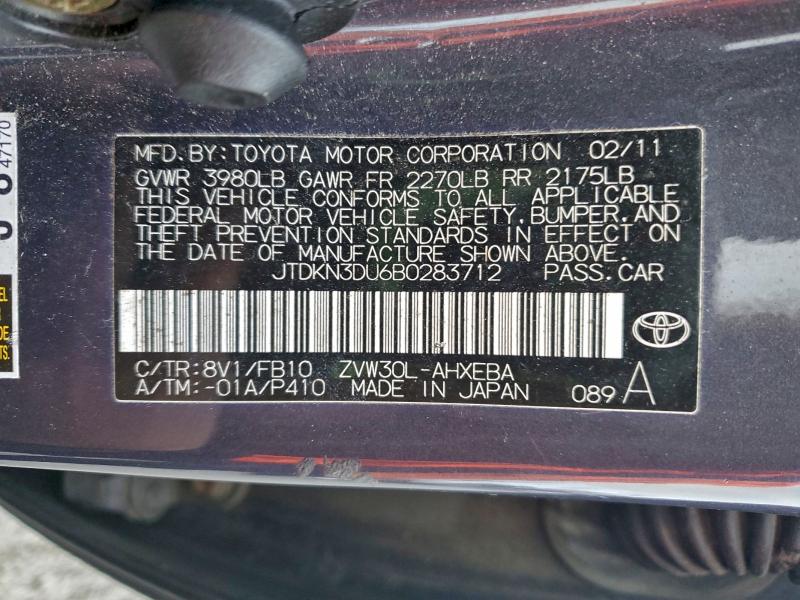 MFD.BY:TOYOTA MOTOR CORPORATION 02/11
GVWR 3980LB GAWR FR 2270LB RR 2175LB
THIS VEHICLE CONFORMS TO ALL APPLICABLE
FEDERAL MOTOR VEHICLE SAFETY,BUMPER,AND
THEFT PREVENTION STANDARDS IN EFFECT ON
THE DATE OF MANUFACTURE SHOWN ABOVE.
JTDKN3DU6B0283712 PASS.CAR
C/TR:8V1/FB10 ZVW30L-AHXEBA
A/TM:-01A/P410 MADE IN JAPAN 089 A
47170